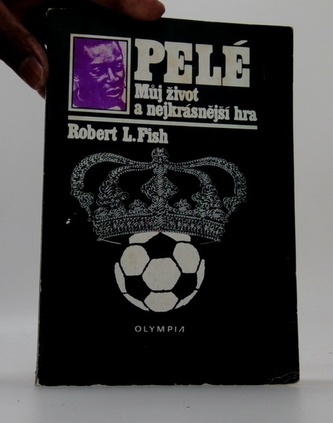 PELÉ
Můj život
a nejkrásnější hra
Robert L. Fish
OLYMPIA